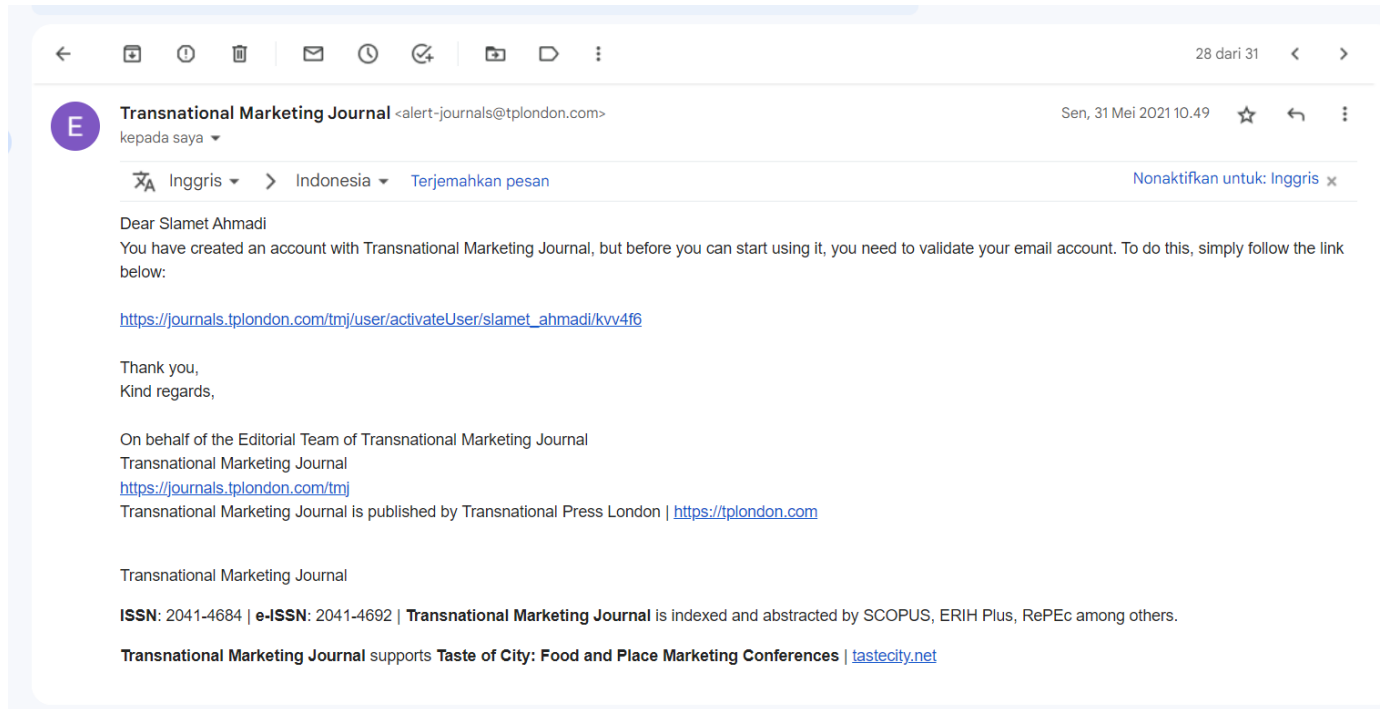 28 dari 31
E
Transnational Marketing Journal <alert-journals@tplondon.com>
Sen, 31 Mei 2021 10.49
kepada saya
Inggris > Indonesia Terjemahkan pesan
Nonaktifkan untuk: Inggris x
Dear Slamet Ahmadi
You have created an account with Transnational Marketing Journal, but before you can start using it, you need to validate your email account. To do this, simply follow the link
below:
https://journals.tplondon.com/tmj/user/activateUser/slamet_ahmadi/kvv4f6
Thank you,
Kind regards,
On behalf of the Editorial Team of Transnational Marketing Journal
Transnational Marketing Journal
https://journals.tplondon.com/tmj
Transnational Marketing Journal is published by Transnational Press London | https://tplondon.com
Transnational Marketing Journal
ISSN: 2041-4684 | e-ISSN: 2041-4692 | Transnational Marketing Journal is indexed and abstracted by SCOPUS, ERIH Plus, RePEc among others.
Transnational Marketing Journal supports Taste of City: Food and Place Marketing Conferences | tastecity.net